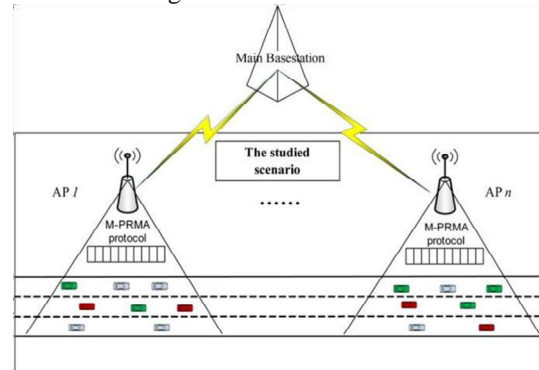 Main Basestation
The studied
scenario
AP 1
AP n
......
M-PRMA
protocol
M-PRMA
protocol